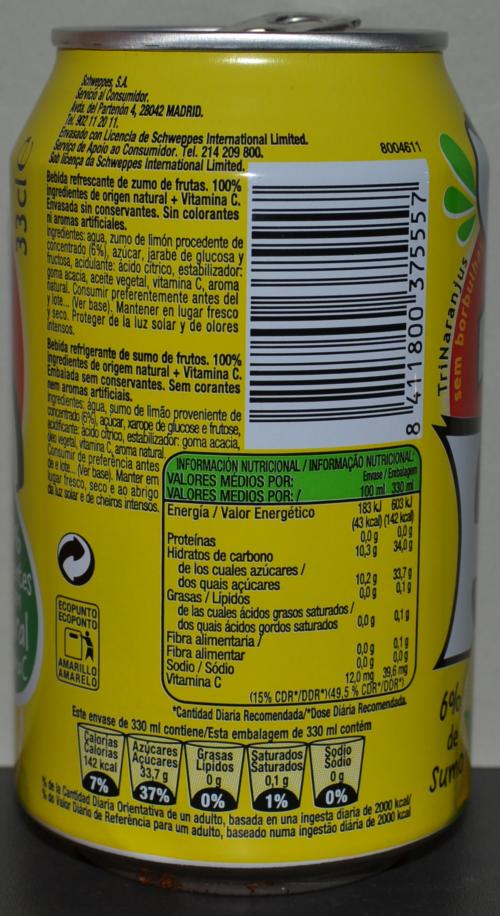 33cl
Schweppes, S.A.
Servicio al Consumidor.
Avda. del Partenón 4, 28042 MADRID.
Tel. 902 11 20 11.
Envasado con Licencia de Schweppes International Limited.
Serviço de Apoio ao Consumidor. Tel. 214 209 800.
Sob licença da Schweppes International Limited.
8004611
Bebida refrescante de zumo de frutas. 100%
Ingredientes de origen natural + Vitamina C.
Envasada sin conservantes. Sin colorantes
ni aromas artificiales.
Ingredientes: agua, zumo de limón procedente de
concentrado (6%), azúcar, jarabe de glucosa y
fructosa, acidulante: ácido cítrico, estabilizador:
goma acacia, aceite vegetal, vitamina C, aroma
natural. Consumir preferentemente antes del
y lote... (Ver base). Mantener en lugar fresco
y seco. Proteger de la luz solar y de olores
intensos.
Bebida refrigerante de sumo de frutos. 100%
Ingredientes de origem natural + Vitamina C.
Embalada sem conservantes. Sem corantes
nem aromas artificiais.
Ingredientes: água, sumo de limão proveniente de
concentrado (6%), açúcar, xarope de glucose e frutose,
acidificante: ácido cítrico, estabilizador: goma acacia,
óleo vegetal, vitamina C, aroma natural.
Consumir de preferência antes
de e lote... (Ver base). Manter em
lugar fresco, seco e ao abrigo
da luz solar e de cheiros intensos.
8 411800 375557
TriNaranjus
sem borbulhas
INFORMACIÓN NUTRICIONAL / INFORMAÇÃO NUTRICIONAL:
VALORES MEDIOS POR: Envase / Embalagem
VALORES MEDIOS POR: / 100 ml 330 ml
Energía / Valor Energético 183 kJ 603 kJ
(43 kcal) (142 kcal)
Proteínas 0,0 g 0,0 g
Hidratos de carbono 10,3 g 34,0 g
de los cuales azúcares /
dos quais açúcares 10,2 g 33,7 g
Grasas / Lípidos 0,0 g 0,1 g
de las cuales ácidos grasos saturados /
dos quais ácidos gordos saturados 0,0 g 0,1 g
Fibra alimentaria /
Fibra alimentar 0,0 g 0,1 g
Sodio / Sódio 0,0 g 0,0 g
Vitamina C 12,0 mg 39,6 mg
(15% CDR*/DDR*)(49,5 % CDR*/DDR*)
*Cantidad Diaria Recomendada/*Dose Diária Recomendada.
ECOPUNTO
ECOPONTO
AMARILLO
AMARELO
Este envase de 330 ml contiene/Esta embalagem de 330 ml contém
Calorías
Calorias
142 kcal
7%
Azúcares
Açúcares
33,7 g
37%
Grasas
Lípidos
0 g
0%
Saturados
Saturados
0,1 g
1%
Sodio
Sódio
0 g
0%
% de la Cantidad Diaria Orientativa de un adulto, basada en una ingesta diaria de 2000 kcal/
% do Valor Diário de Referência para um adulto, baseado numa ingestão diária de 2000 kcal
6%
de
Sumo